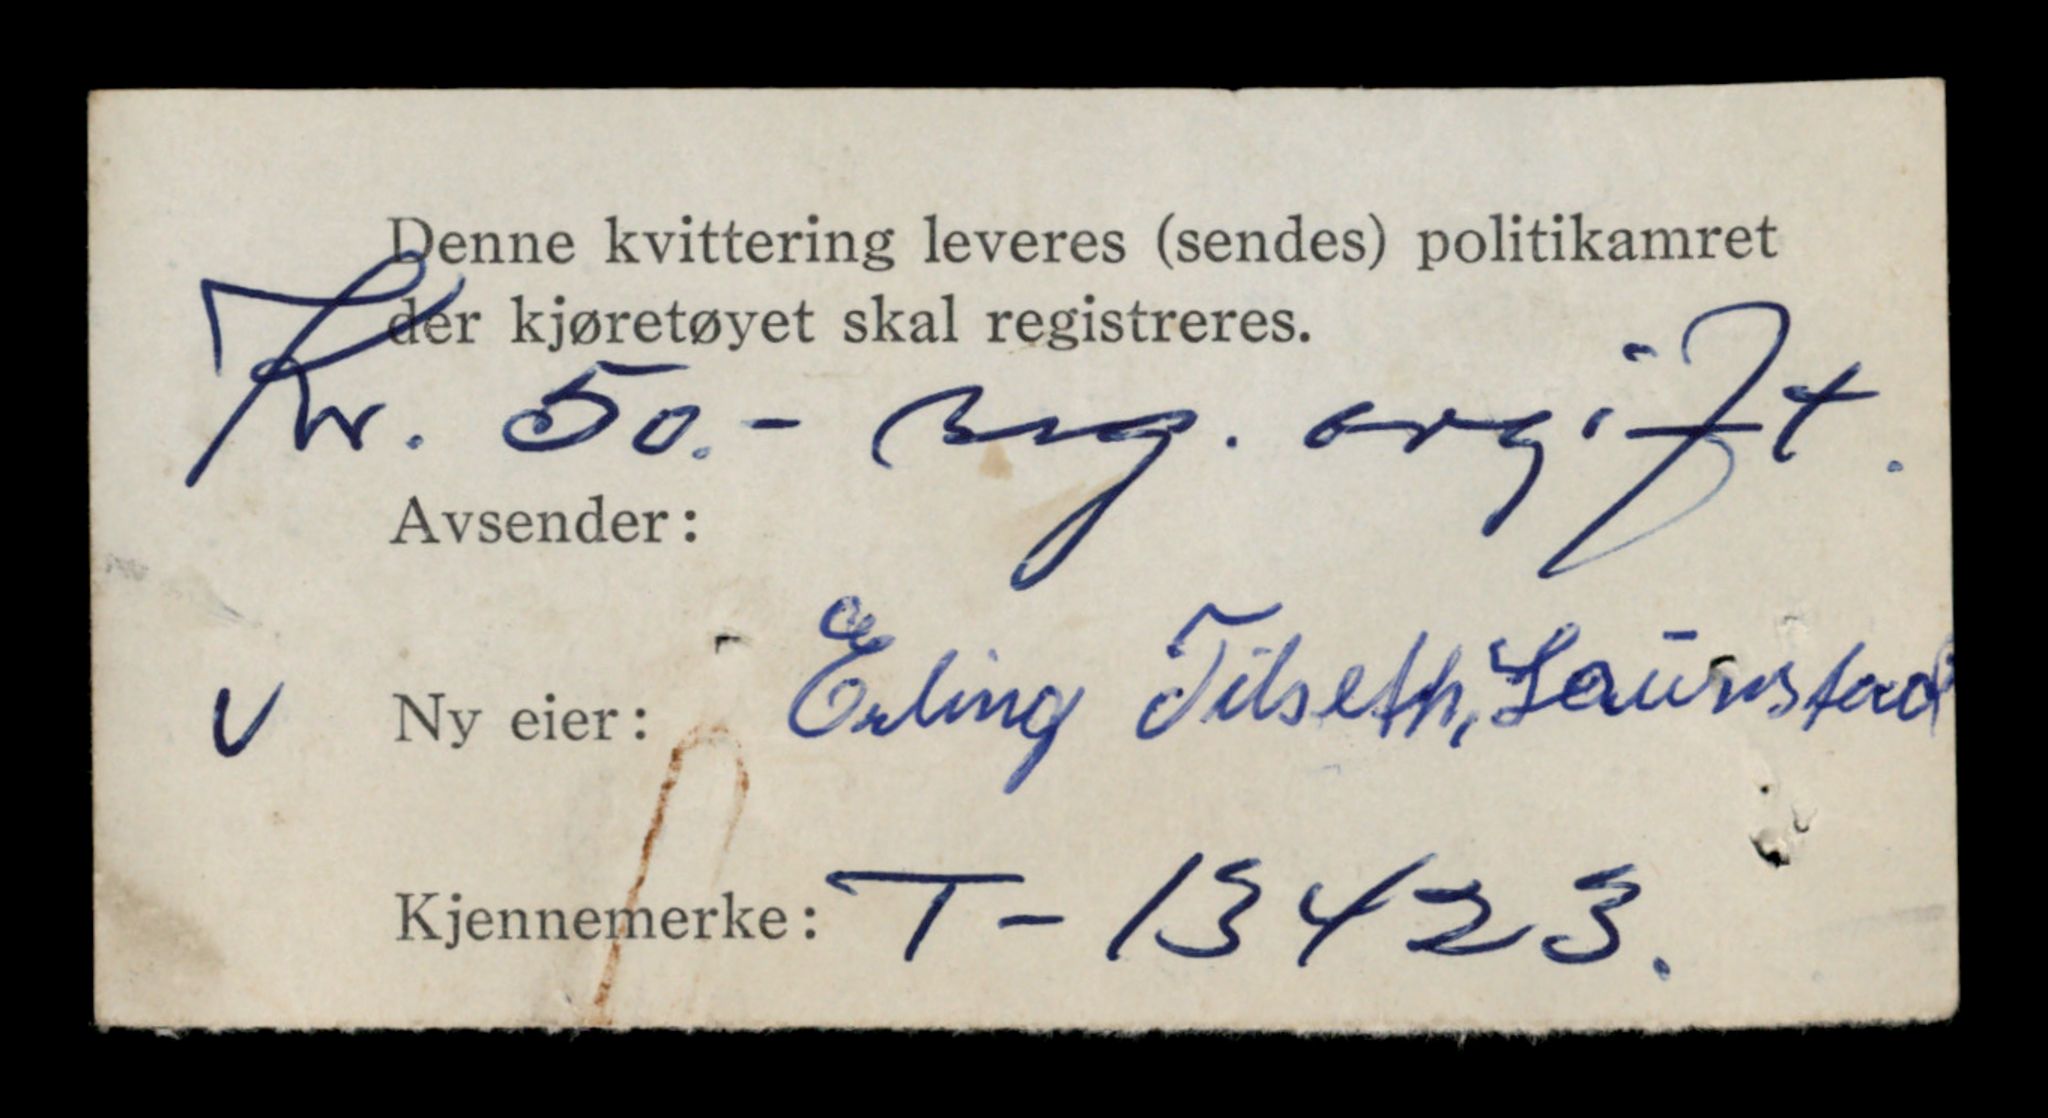 Denne kvittering leveres (sendes) politikamret
der kjøretøyet skal registreres.
Kr. 50.- reg. avgift.
Avsender:
v Ny eier: Erling Tilseth, Laurstad
Kjennemerke: T-13423.